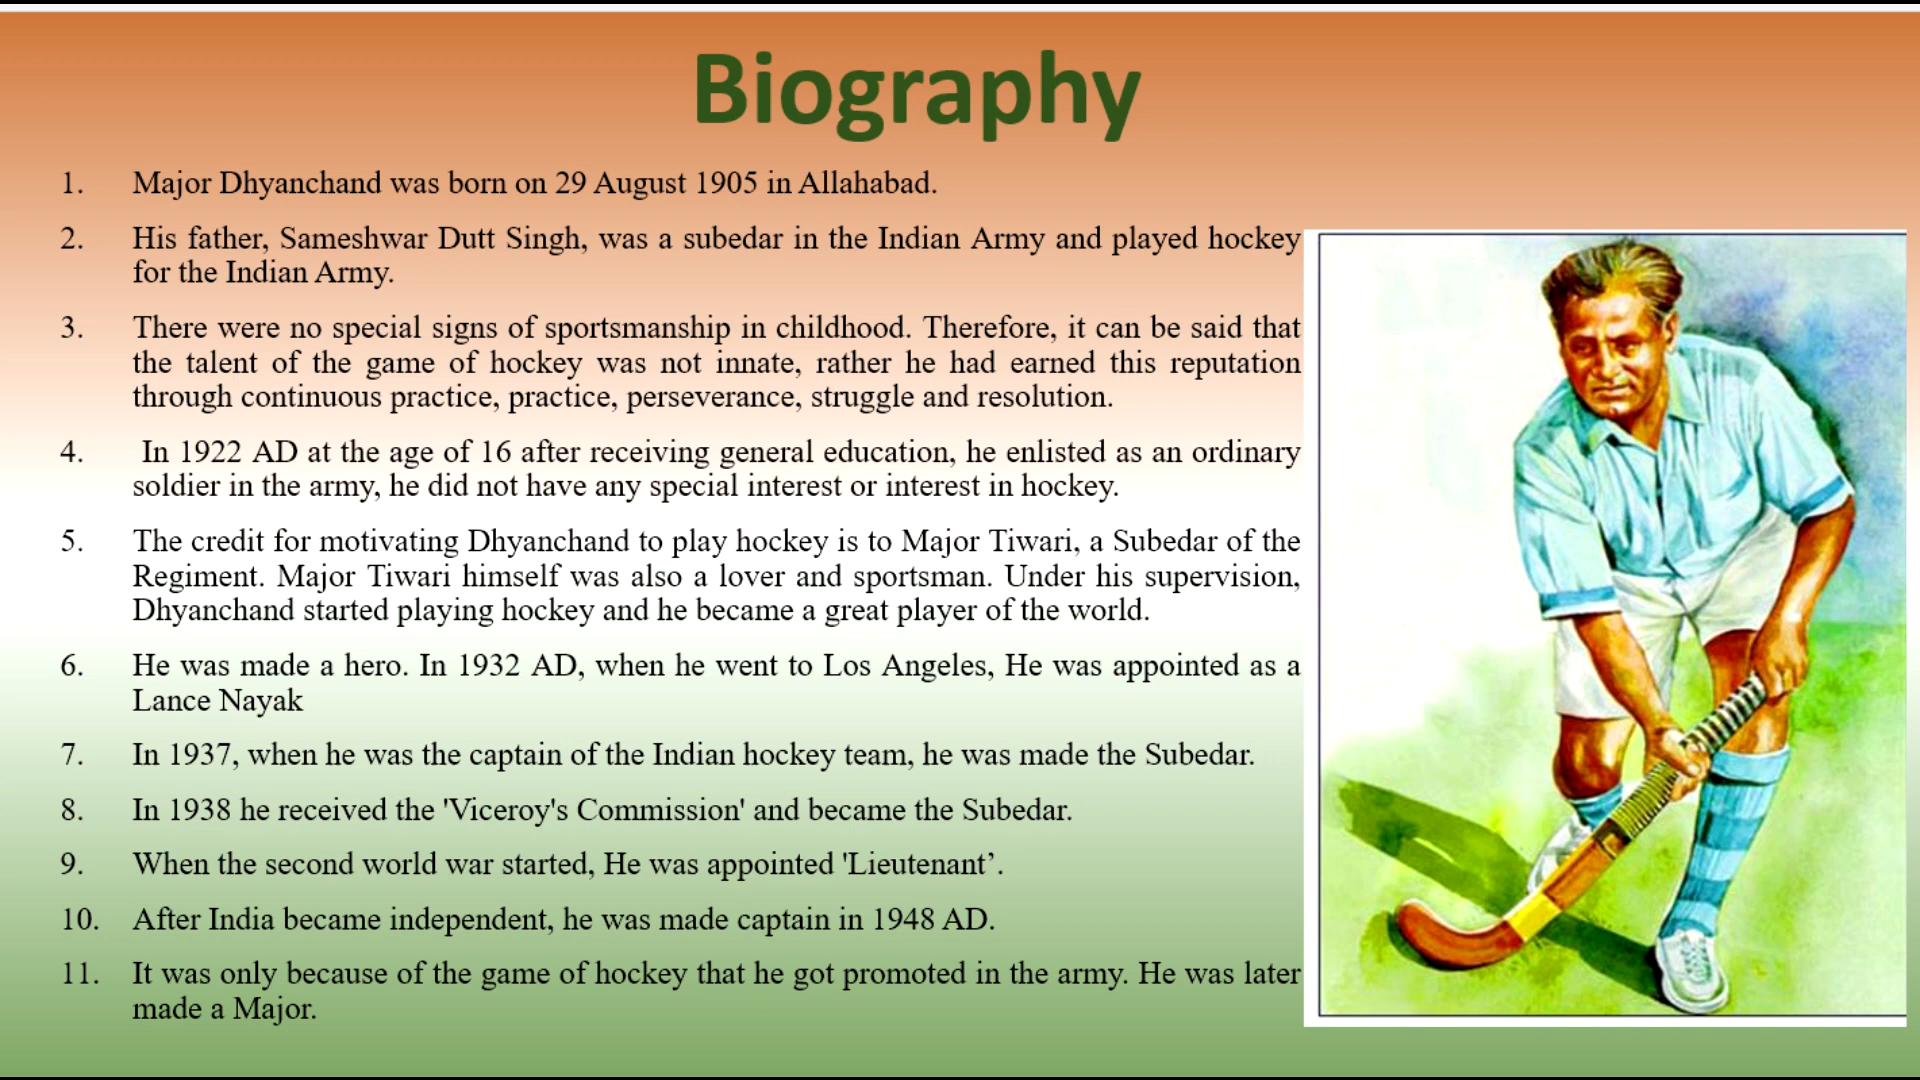 Biography
1. Major Dhyanchand was born on 29 August 1905 in Allahabad.
2. His father, Sameshwar Dutt Singh, was a subedar in the Indian Army and played hockey
for the Indian Army.
3. There were no special signs of sportsmanship in childhood. Therefore, it can be said that
the talent of the game of hockey was not innate, rather he had earned this reputation
through continuous practice, practice, perseverance, struggle and resolution.
4. In 1922 AD at the age of 16 after receiving general education, he enlisted as an ordinary
soldier in the army, he did not have any special interest or interest in hockey.
5. The credit for motivating Dhyanchand to play hockey is to Major Tiwari, a Subedar of the
Regiment. Major Tiwari himself was also a lover and sportsman. Under his supervision,
Dhyanchand started playing hockey and he became a great player of the world.
6. He was made a hero. In 1932 AD, when he went to Los Angeles, He was appointed as a
Lance Nayak
7. In 1937, when he was the captain of the Indian hockey team, he was made the Subedar.
8. In 1938 he received the 'Viceroy's Commission' and became the Subedar.
9. When the second world war started, He was appointed 'Lieutenant’.
10. After India became independent, he was made captain in 1948 AD.
11. It was only because of the game of hockey that he got promoted in the army. He was later
made a Major.